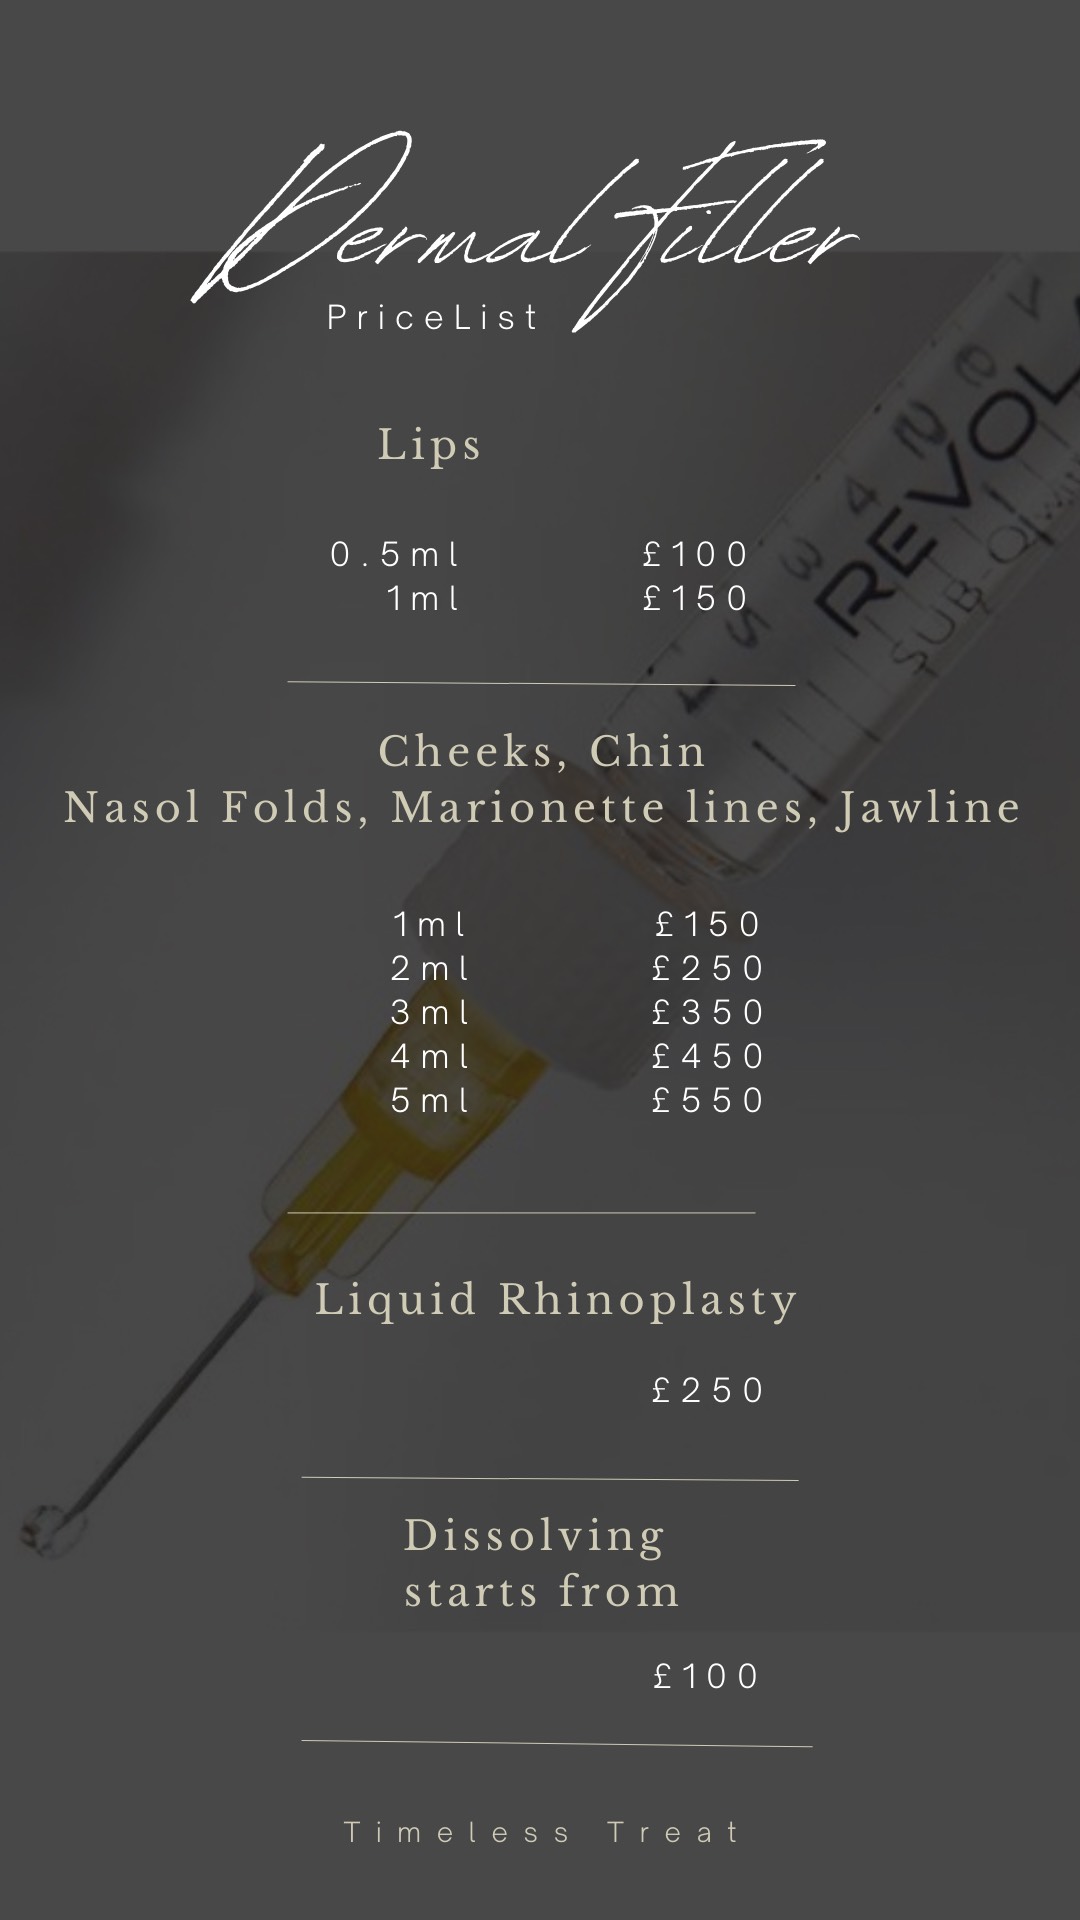 Dermal Filler
PriceList
Lips
0.5ml £100
1ml £150
Cheeks, Chin
Nasol Folds, Marionette lines, Jawline
1ml £150
2ml £250
3ml £350
4ml £450
5ml £550
Liquid Rhinoplasty
£250
Dissolving
starts from
£100
Timeless Treat
REVOL
SUB-Q